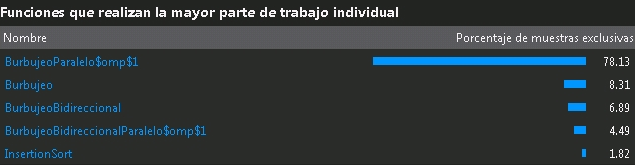 Funciones que realizan la mayor parte de trabajo individual
Nombre Porcentaje de muestras exclusivas
BurbujeoParalelo$omp$1 78.13
Burbujeo 8.31
BurbujeoBidireccional 6.89
BurbujeoBidireccionalParalelo$omp$1 4.49
InsertionSort 1.82